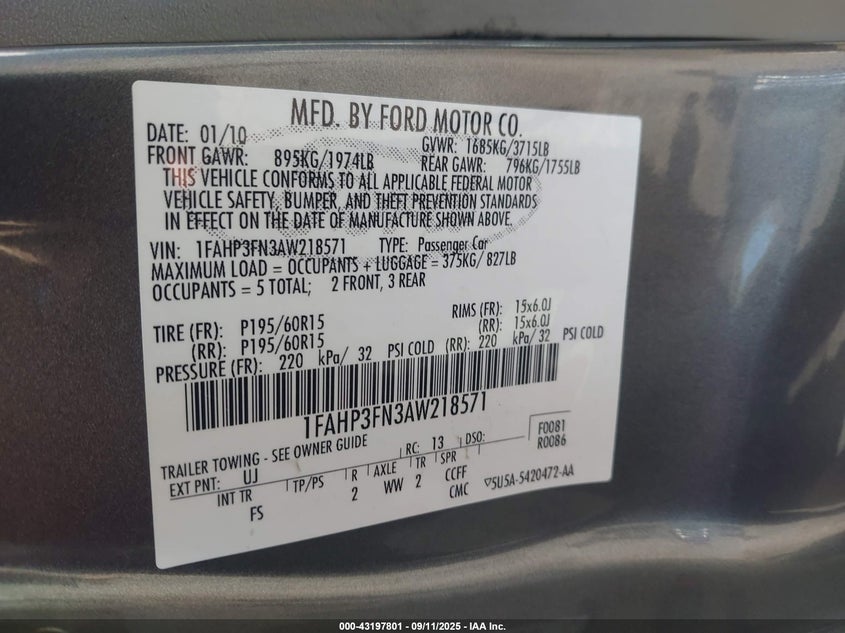 MFD. BY FORD MOTOR CO.
DATE: 01/10 GVWR: 1685KG/3715LB
FRONT GAWR: 895KG/1974LB REAR GAWR: 796KG/1755LB
THIS VEHICLE CONFORMS TO ALL APPLICABLE FEDERAL MOTOR
VEHICLE SAFETY, BUMPER, AND THEFT PREVENTION STANDARDS
IN EFFECT ON THE DATE OF MANUFACTURE SHOWN ABOVE.
VIN: 1FAHP3FN3AW218571 TYPE: Passenger Car
MAXIMUM LOAD = OCCUPANTS + LUGGAGE = 375KG/ 827LB
OCCUPANTS = 5 TOTAL; 2 FRONT, 3 REAR
TIRE (FR): P195/60R15 RIMS (FR): 15x6.0J
(RR): P195/60R15 (RR): 15x6.0J
PRESSURE (FR): 220 kPa/ 32 PSI COLD (RR): 220 kPa/ 32 PSI COLD
1FAHP3FN3AW218571
F0081
R0086
TRAILER TOWING - SEE OWNER GUIDE RC: 13 DSO:
EXT PNT: UJ R AXLE TR SPR
INT TR TP/PS 2 WW 2 CCFF
FS CMC
5U5A-5420472-AA
000-43197801 - 09/11/2025 - IAA Inc.